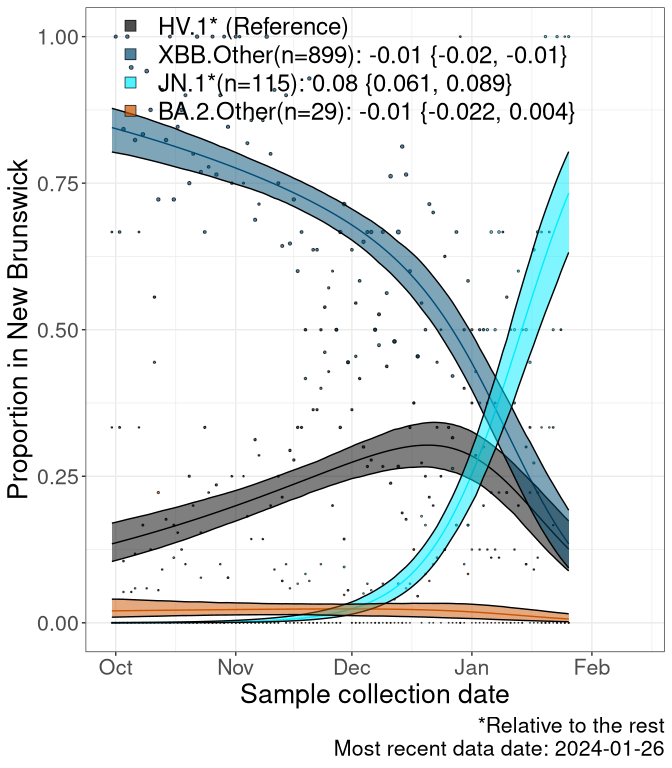 HV.1* (Reference)
XBB.Other(n=899): -0.01 {-0.02, -0.01}
JN.1*(n=115): 0.08 {0.061, 0.089}
BA.2.Other(n=29): -0.01 {-0.022, 0.004}
1.00
0.75
0.50
0.25
0.00
Proportion in New Brunswick
Oct Nov Dec Jan Feb
Sample collection date
*Relative to the rest
Most recent data date: 2024-01-26